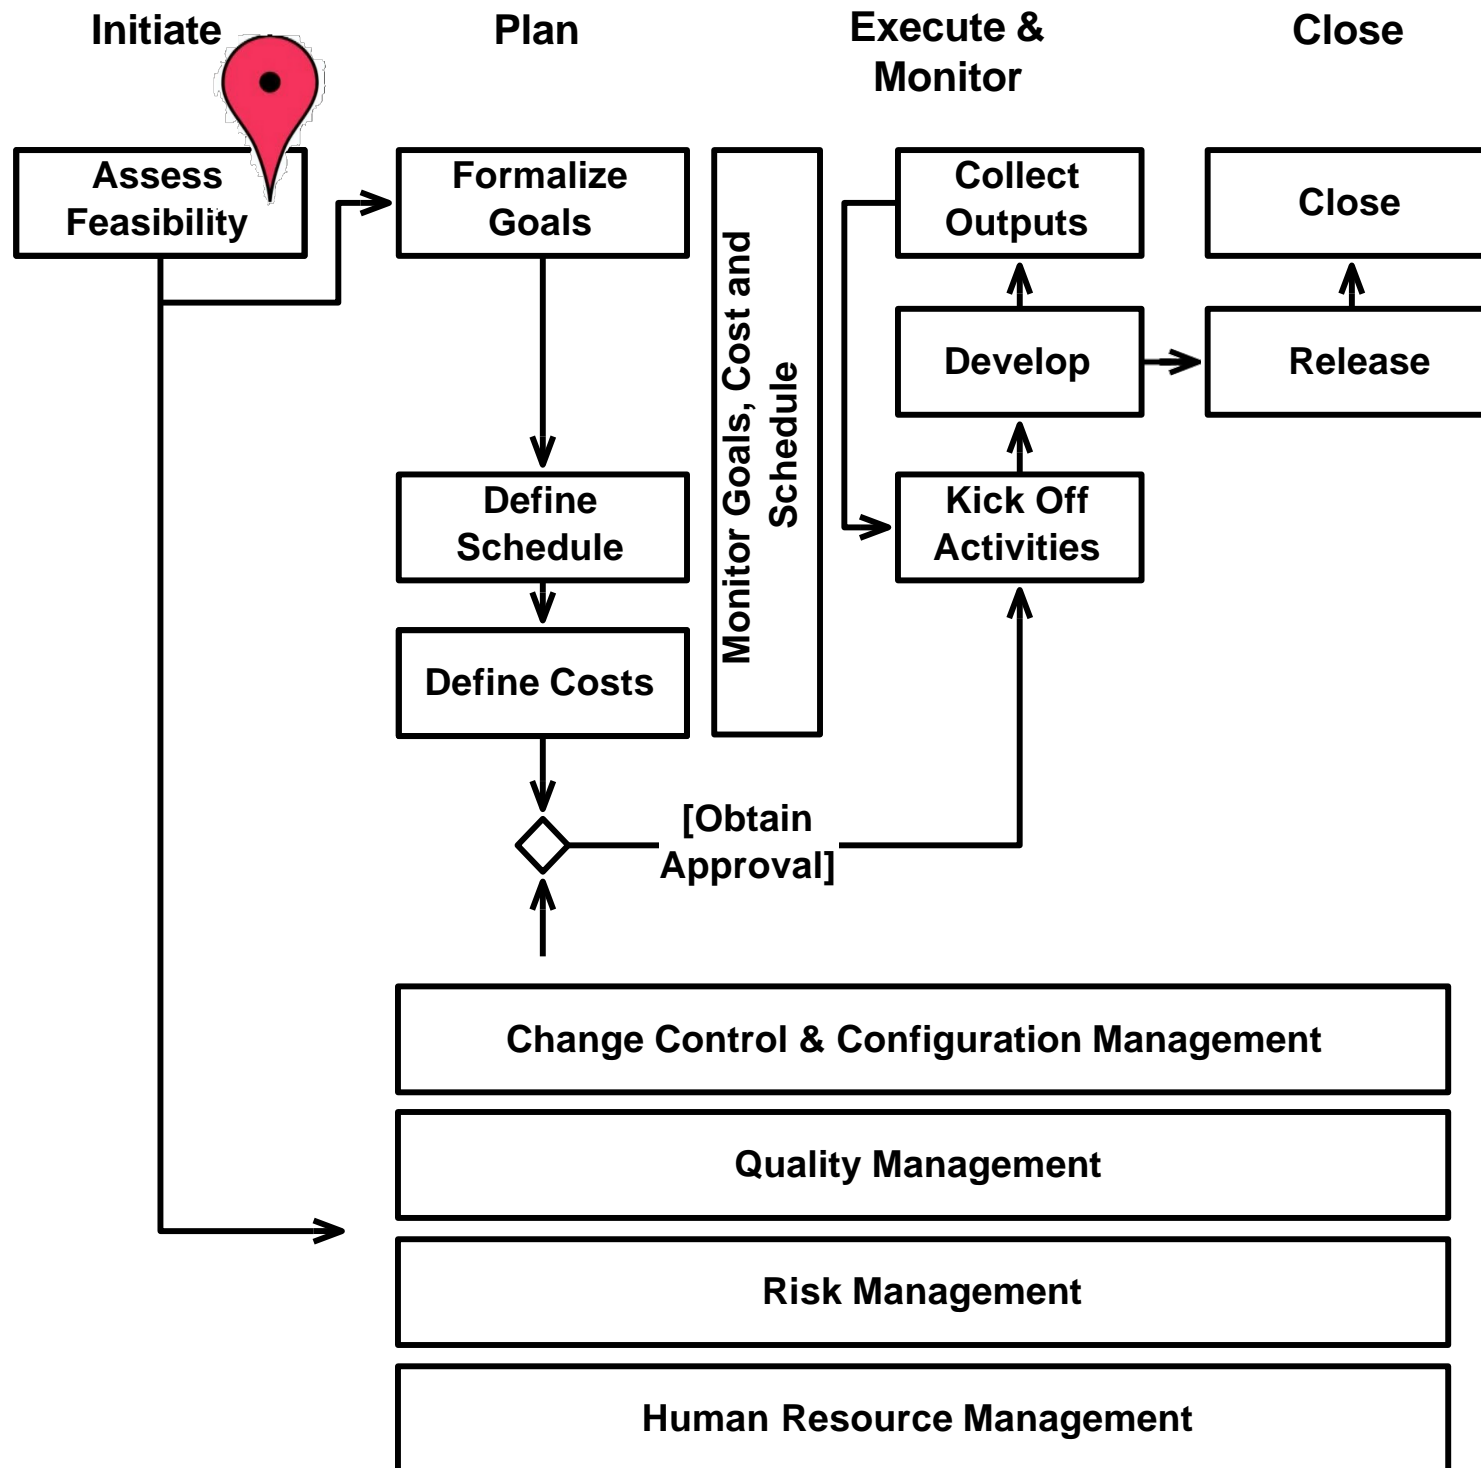 Initiate
Plan
Execute &
Monitor
Close
Assess
Feasibility
Formalize
Goals
Monitor Goals, Cost and
Schedule
Collect
Outputs
Close
Develop
Release
Define
Schedule
Kick Off
Activities
Define Costs
[Obtain
Approval]
Change Control & Configuration Management
Quality Management
Risk Management
Human Resource Management